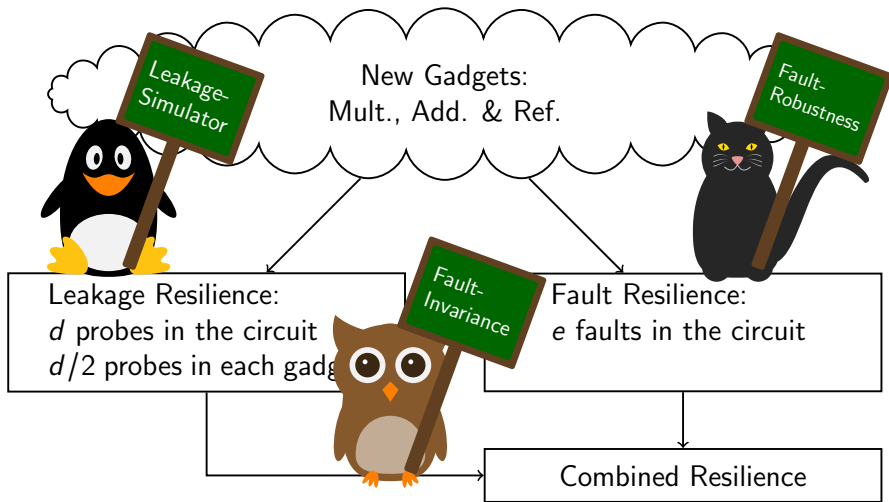 New Gadgets:
Mult., Add. & Ref.
Leakage-
Simulator
Fault-
Robustness
Leakage Resilience:
d probes in the circuit
d/2 probes in each gadg
Fault-
Invariance
Fault Resilience:
e faults in the circuit
Combined Resilience